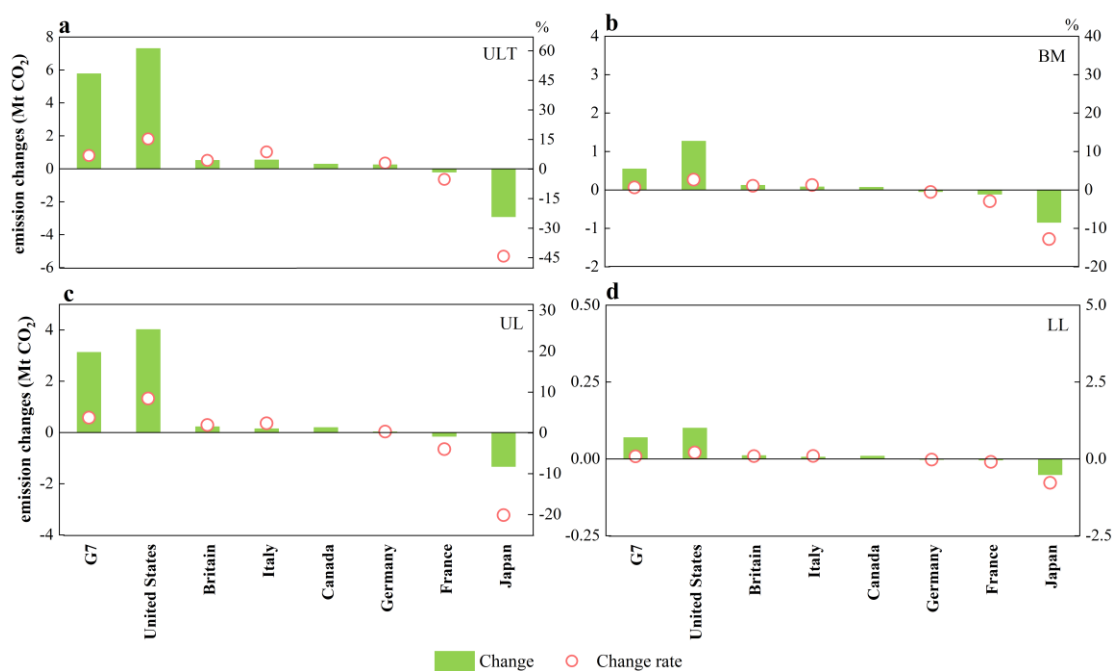 a
%
ULT
emission changes (Mt CO2)
8
6
4
2
0
-2
-4
-6
60
45
30
15
0
-15
-30
-45
b
%
BM
4
3
2
1
0
-1
-2
40
30
20
10
0
-10
-20
c
UL
emission changes (Mt CO2)
4
2
0
-2
-4
30
20
10
0
-10
-20
G7
United States
Britain
Italy
Canada
Germany
France
Japan
d
LL
0.50
0.25
0.00
-0.25
5.0
2.5
0.0
-2.5
G7
United States
Britain
Italy
Canada
Germany
France
Japan
Change
Change rate